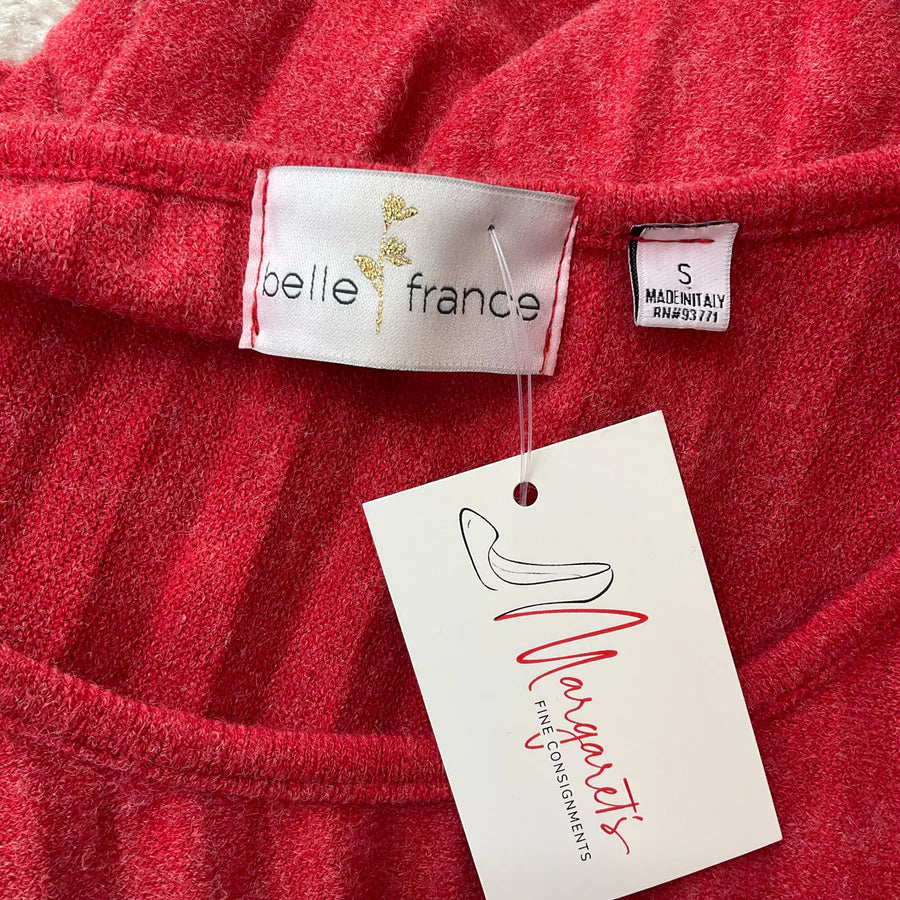 belle france
S
MADE IN ITALY
RN#93771
Margaret's
FINE CONSIGNMENTS